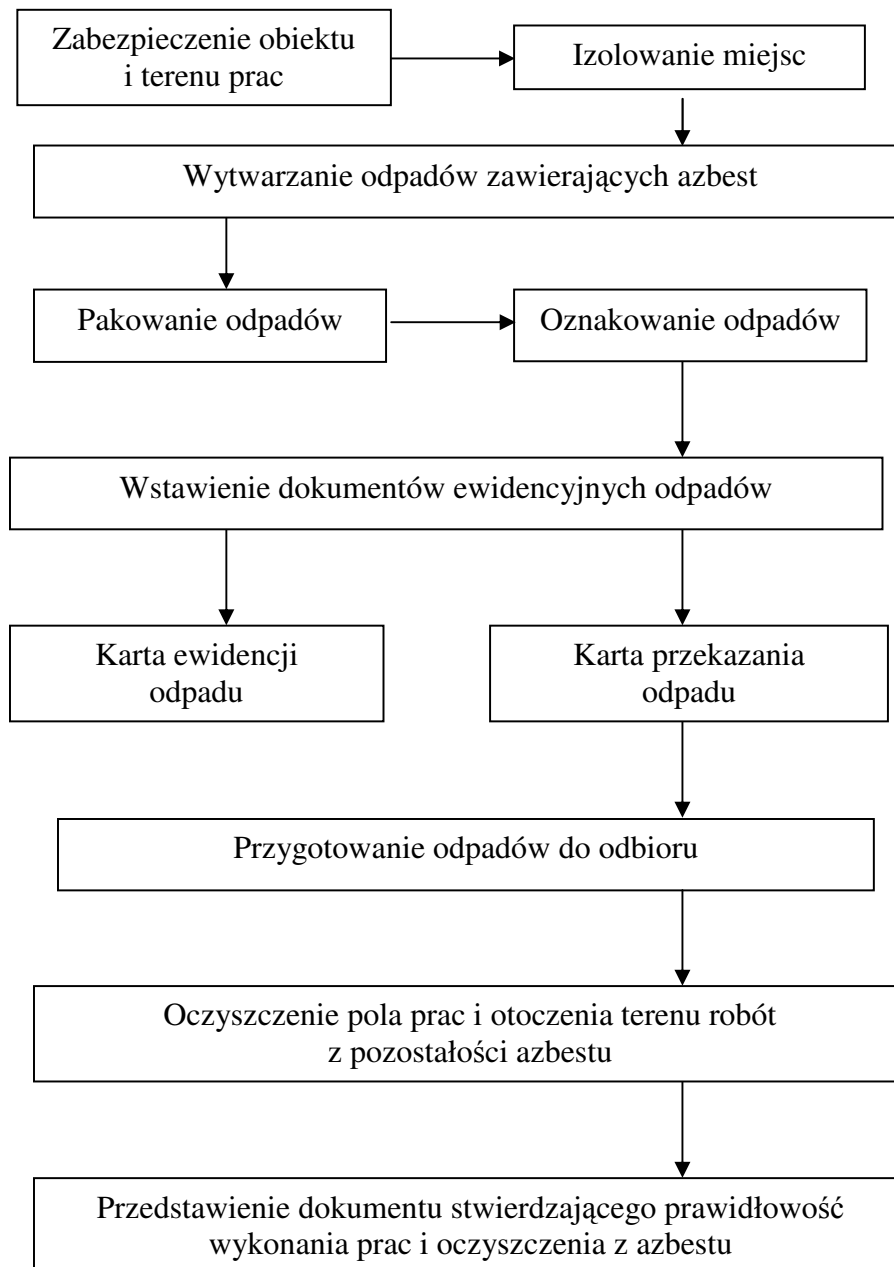 Zabezpieczenie obiektu
i terenu prac
Izolowanie miejsc
Wytwarzanie odpadów zawierających azbest
Pakowanie odpadów
Oznakowanie odpadów
Wstawienie dokumentów ewidencyjnych odpadów
Karta ewidencji
odpadu
Karta przekazania
odpadu
Przygotowanie odpadów do odbioru
Oczyszczenie pola prac i otoczenia terenu robót
z pozostałości azbestu
Przedstawienie dokumentu stwierdzającego prawidłowość
wykonania prac i oczyszczenia z azbestu